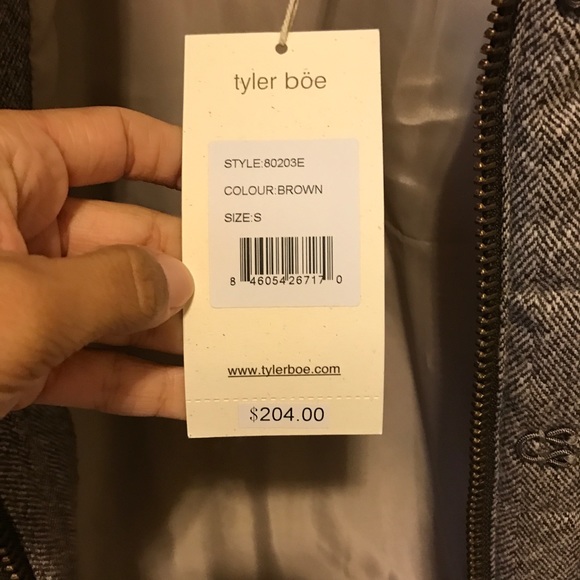 tyler böe
STYLE:80203E
COLOUR:BROWN
SIZE:S
8 46054 26717 0
www.tylerboe.com
$204.00